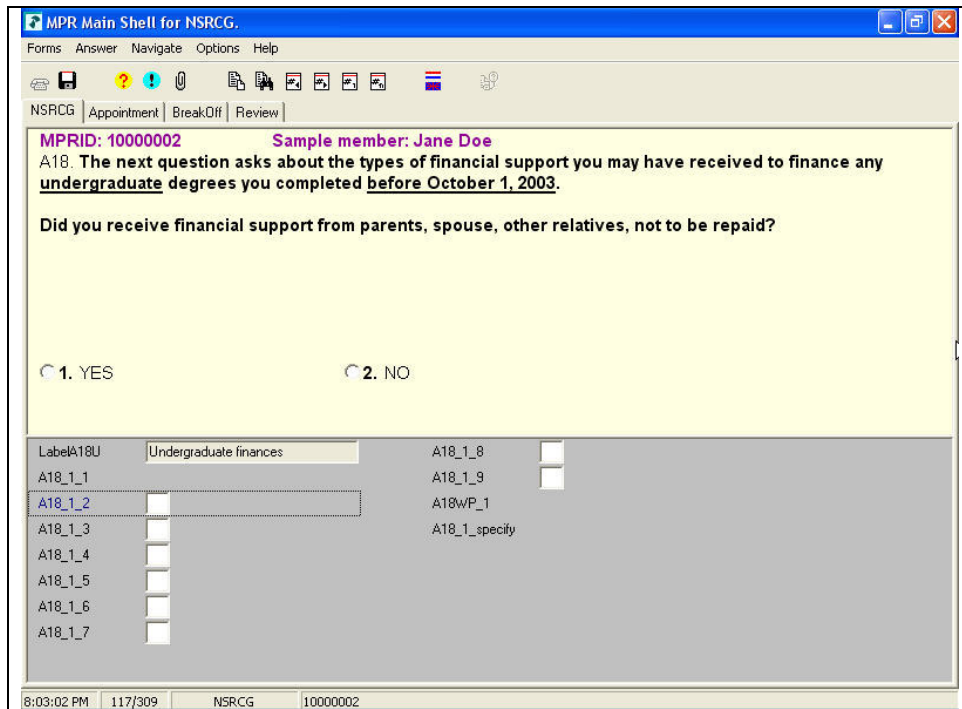 MPR Main Shell for NSRCG.
Forms Answer Navigate Options Help
NSRCG Appointment BreakOff Review
MPRID: 10000002 Sample member: Jane Doe
A18. The next question asks about the types of financial support you may have received to finance any
undergraduate degrees you completed before October 1, 2003.
Did you receive financial support from parents, spouse, other relatives, not to be repaid?
1. YES 2. NO
LabelA18U Undergraduate finances A18_1_8
A18_1_1 A18_1_9
A18_1_2 A18WP_1
A18_1_3 A18_1_specify
A18_1_4
A18_1_5
A18_1_6
A18_1_7
8:03:02 PM 117/309 NSRCG 10000002